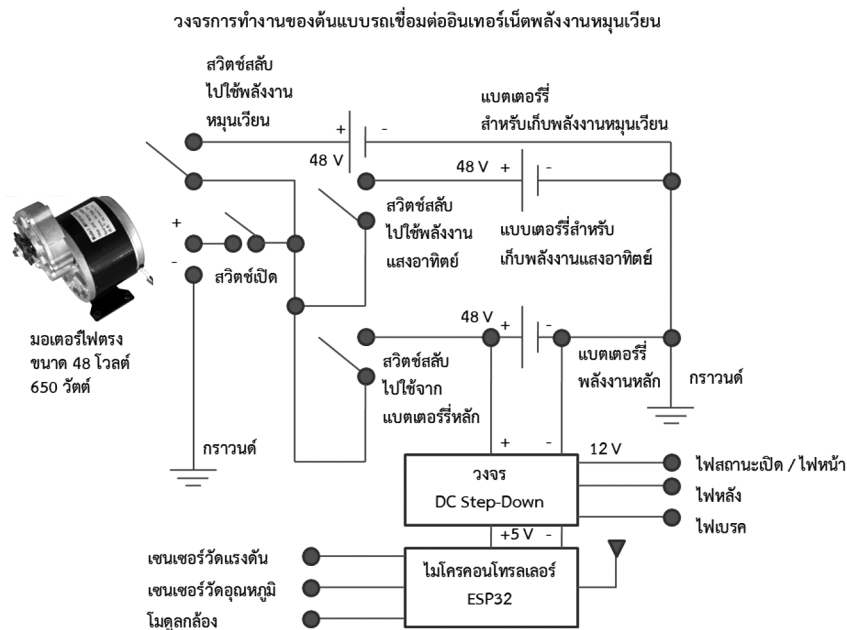 วงจรการทำงานของต้นแบบรถเชื่อมต่ออินเทอร์เน็ตพลังงานหมุนเวียน
สวิตช์สลับ
ไปใช้พลังงาน
หมุนเวียน
แบตเตอร์รี่
สำหรับเก็บพลังงานหมุนเวียน
+ -
48 V
48 V + -
สวิตช์สลับ
ไปใช้พลังงาน
แสงอาทิตย์
แบบเตอร์รี่สำหรับ
เก็บพลังงานแสงอาทิตย์
+
-
สวิตช์เปิด
มอเตอร์ไฟตรง
ขนาด 48 โวลต์
650 วัตต์
48 V + -
สวิตช์สลับ
ไปใช้จาก
แบตเตอร์รี่หลัก
แบตเตอร์รี่
พลังงานหลัก
กราวนด์
กราวนด์
+ -
12 V
วงจร
DC Step-Down
ไฟสถานะเปิด / ไฟหน้า
ไฟหลัง
ไฟเบรค
+5 V -
ไมโครคอนโทรลเลอร์
ESP32
เซนเซอร์วัดแรงดัน
เซนเซอร์วัดอุณหภูมิ
โมดูลกล้อง